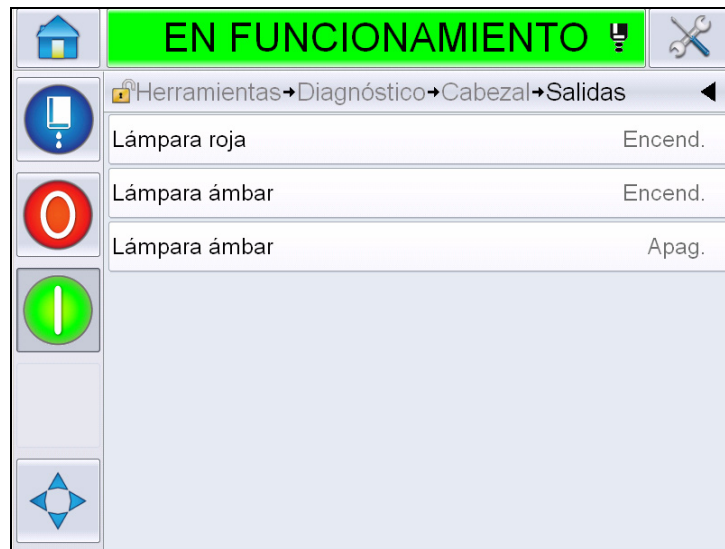 EN FUNCIONAMIENTO
Herramientas→Diagnóstico→Cabezal→Salidas
Lámpara roja Encend.
Lámpara ámbar Encend.
Lámpara ámbar Apag.